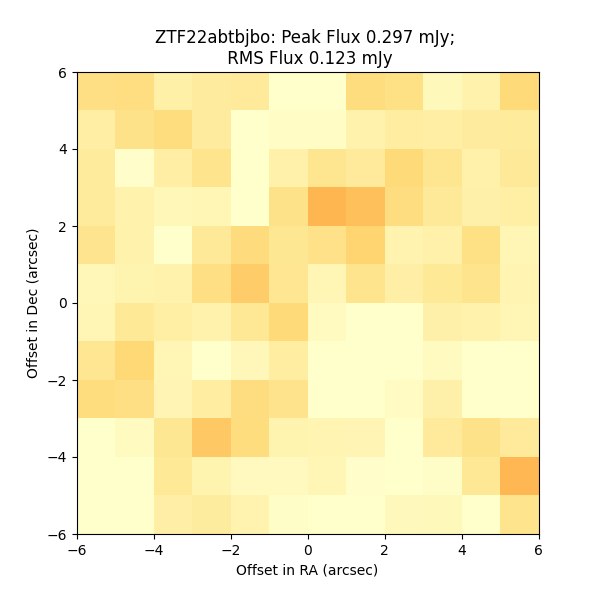 ZTF22abtbjbo: Peak Flux 0.297 mJy;
RMS Flux 0.123 mJy
6
4
2
0
−2
−4
−6
Offset in Dec (arcsec)
−6 −4 −2 0 2 4 6
Offset in RA (arcsec)